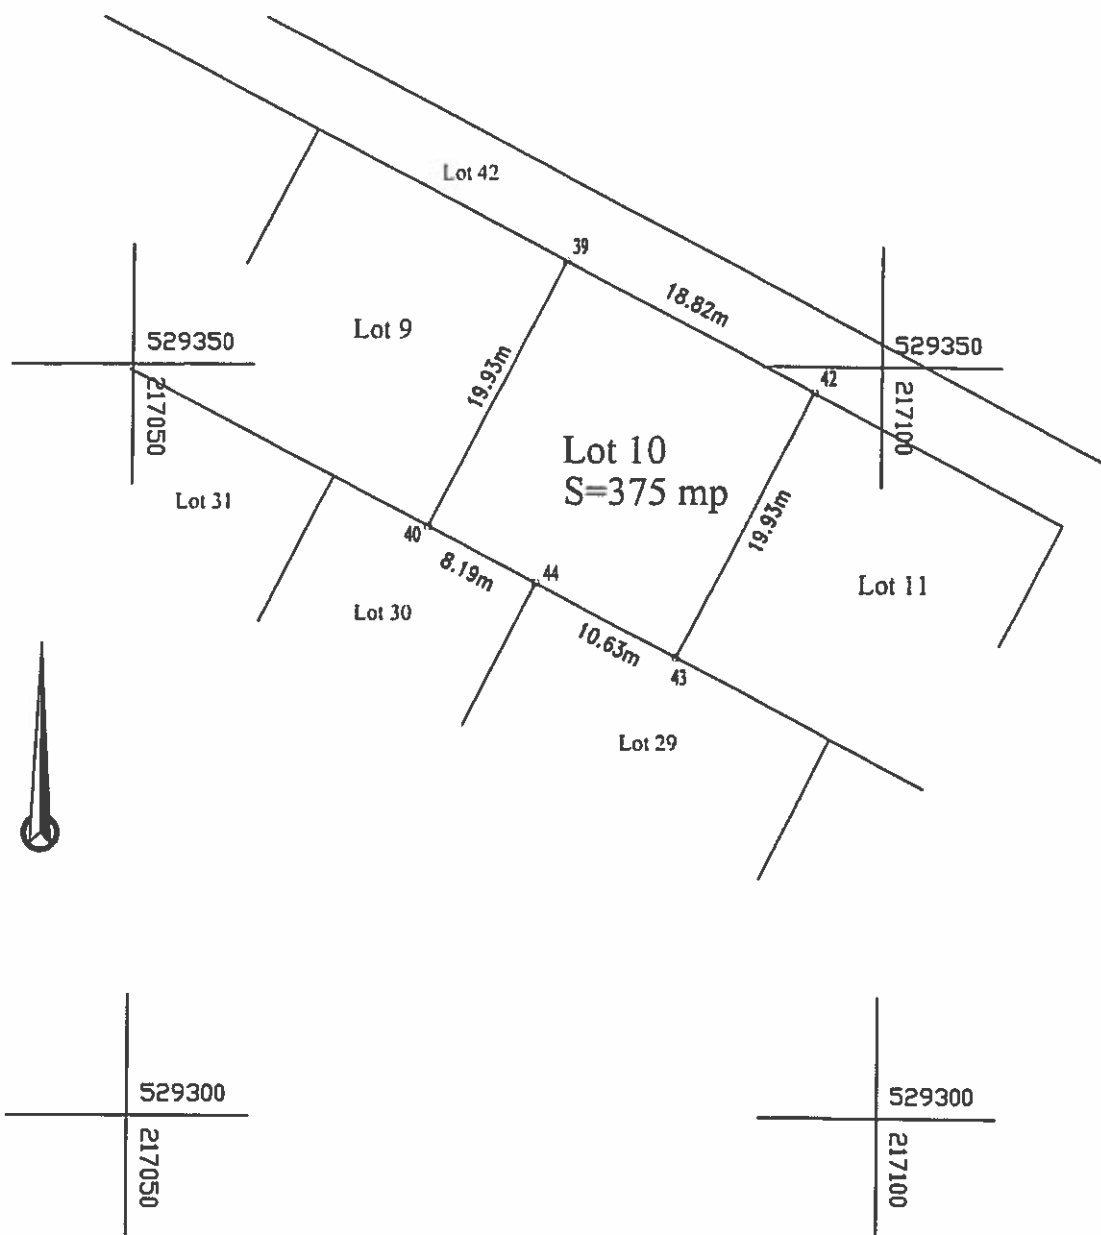 Lot 42
39
18.82m
Lot 9
529350
217050
19.93m
529350
42
217100
Lot 10
S=375 mp
Lot 31
40
8.19m
44
19.93m
Lot 11
Lot 30
10.63m
43
Lot 29
529300
217050
529300
217100